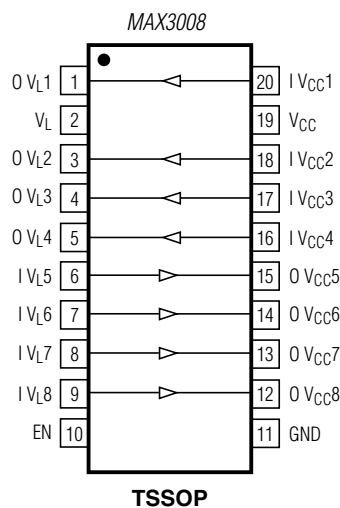 MAX3008
O VL1 1 20 I VCC1
VL 2 19 VCC
O VL2 3 18 I VCC2
O VL3 4 17 I VCC3
O VL4 5 16 I VCC4
I VL5 6 15 O VCC5
I VL6 7 14 O VCC6
I VL7 8 13 O VCC7
I VL8 9 12 O VCC8
EN 10 11 GND
TSSOP